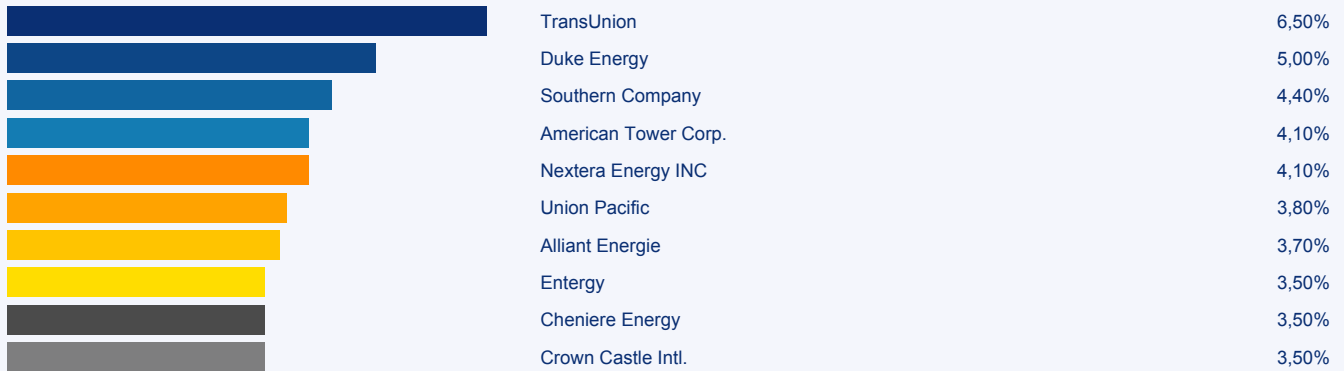 TransUnion 6,50%
Duke Energy 5,00%
Southern Company 4,40%
American Tower Corp. 4,10%
Nextera Energy INC 4,10%
Union Pacific 3,80%
Alliant Energie 3,70%
Entergy 3,50%
Cheniere Energy 3,50%
Crown Castle Intl. 3,50%